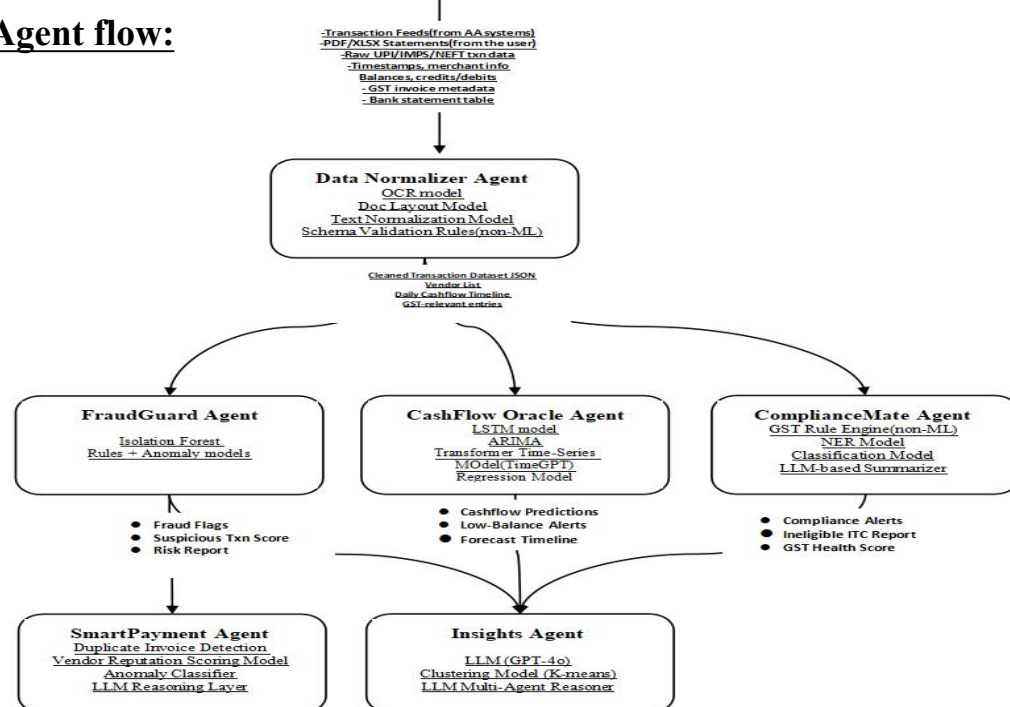 Agent flow:
-Transaction Feeds(from AA systems)
-PDF/XLSX Statements(from the user)
-Raw UPI/IMPS/NEFT txn data
-Timestamps, merchant info
Balances, credits/debits
- GST invoice metadata
- Bank statement table
Data Normalizer Agent
OCR model
Doc Layout Model
Text Normalization Model
Schema Validation Rules(non-ML)
Cleaned Transaction Dataset JSON
Vendor List
Daily Cashflow Timeline
GST-relevant entries
FraudGuard Agent
Isolation Forest
Rules + Anomaly models
CashFlow Oracle Agent
LSTM model
ARIMA
Transformer Time-Series
MOdel(TimeGPT)
Regression Model
ComplianceMate Agent
GST Rule Engine(non-ML)
NER Model
Classification Model
LLM-based Summarizer
● Fraud Flags
● Suspicious Txn Score
● Risk Report
● Cashflow Predictions
● Low-Balance Alerts
● Forecast Timeline
● Compliance Alerts
● Ineligible ITC Report
● GST Health Score
SmartPayment Agent
Duplicate Invoice Detection
Vendor Reputation Scoring Model
Anomaly Classifier
LLM Reasoning Layer
Insights Agent
LLM (GPT-4o)
Clustering Model (K-means)
LLM Multi-Agent Reasoner